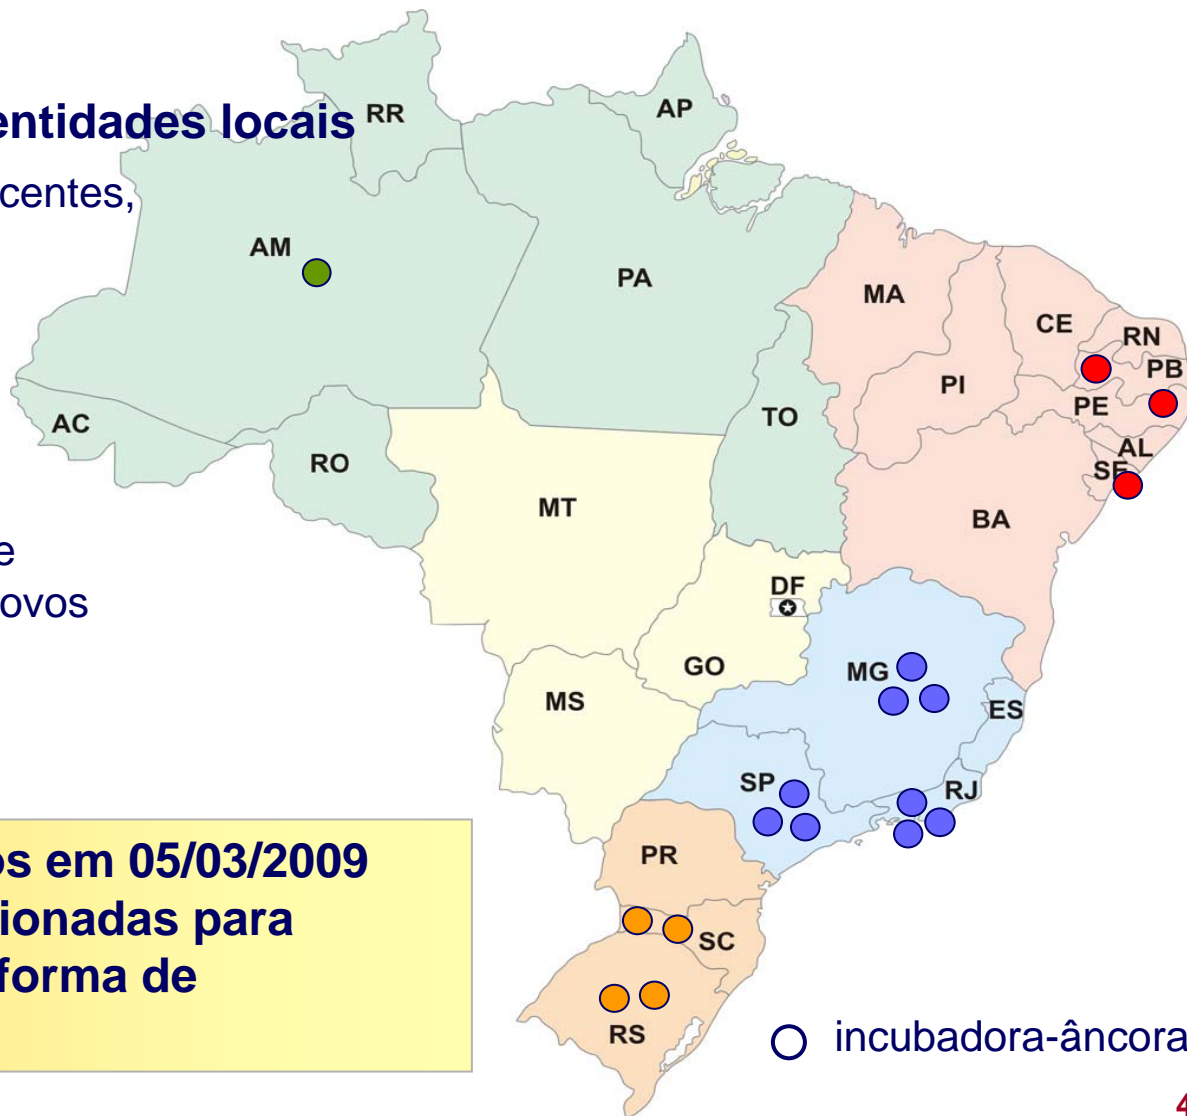 entidades locais
centes,
e
ovos
os em 05/03/2009
ionadas para
forma de
RR
AP
AM
PA
MA
CE
RN
PB
PI
PE
AC
TO
AL
RO
SE
MT
BA
DF
GO
MG
MS
ES
SP
RJ
PR
SC
RS
incubadora-âncora
4